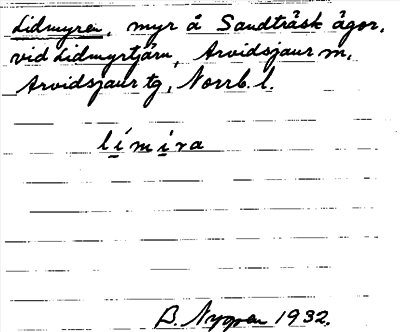 Lidmyren, myr å Sandträsk ägor,
vid Lidmyrtjärn, Arvidsjaur m,
Arvidsjaur tg, Norrb. l.
límira
B. Nygren 1932.